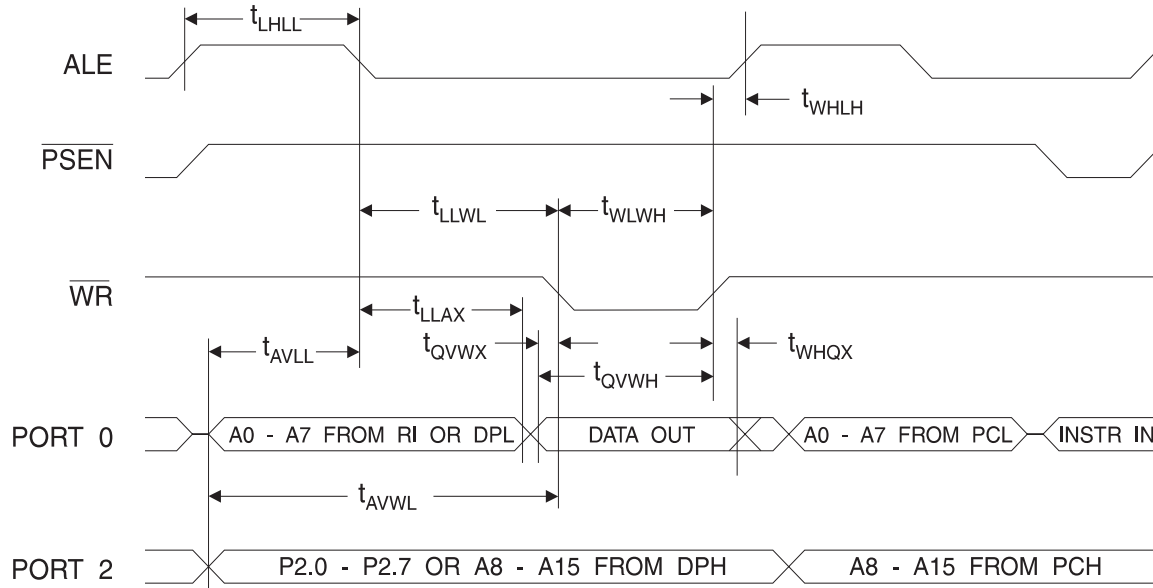 tLHLL
ALE
tWHLH
PSEN
tLLWL
tWLWH
WR
tLLAX
tAVLL
tQVWX
tWHQX
tQVWH
PORT 0
A0 - A7 FROM RI OR DPL
DATA OUT
A0 - A7 FROM PCL
INSTR IN
tAVWL
PORT 2
P2.0 - P2.7 OR A8 - A15 FROM DPH
A8 - A15 FROM PCH